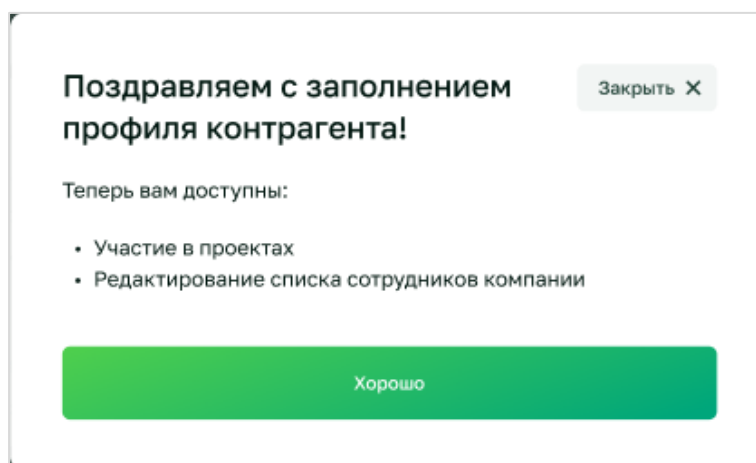 Поздравляем с заполнением
Закрыть ✕
профиля контрагента!
Теперь вам доступны:
• Участие в проектах
• Редактирование списка сотрудников компании
Хорошо